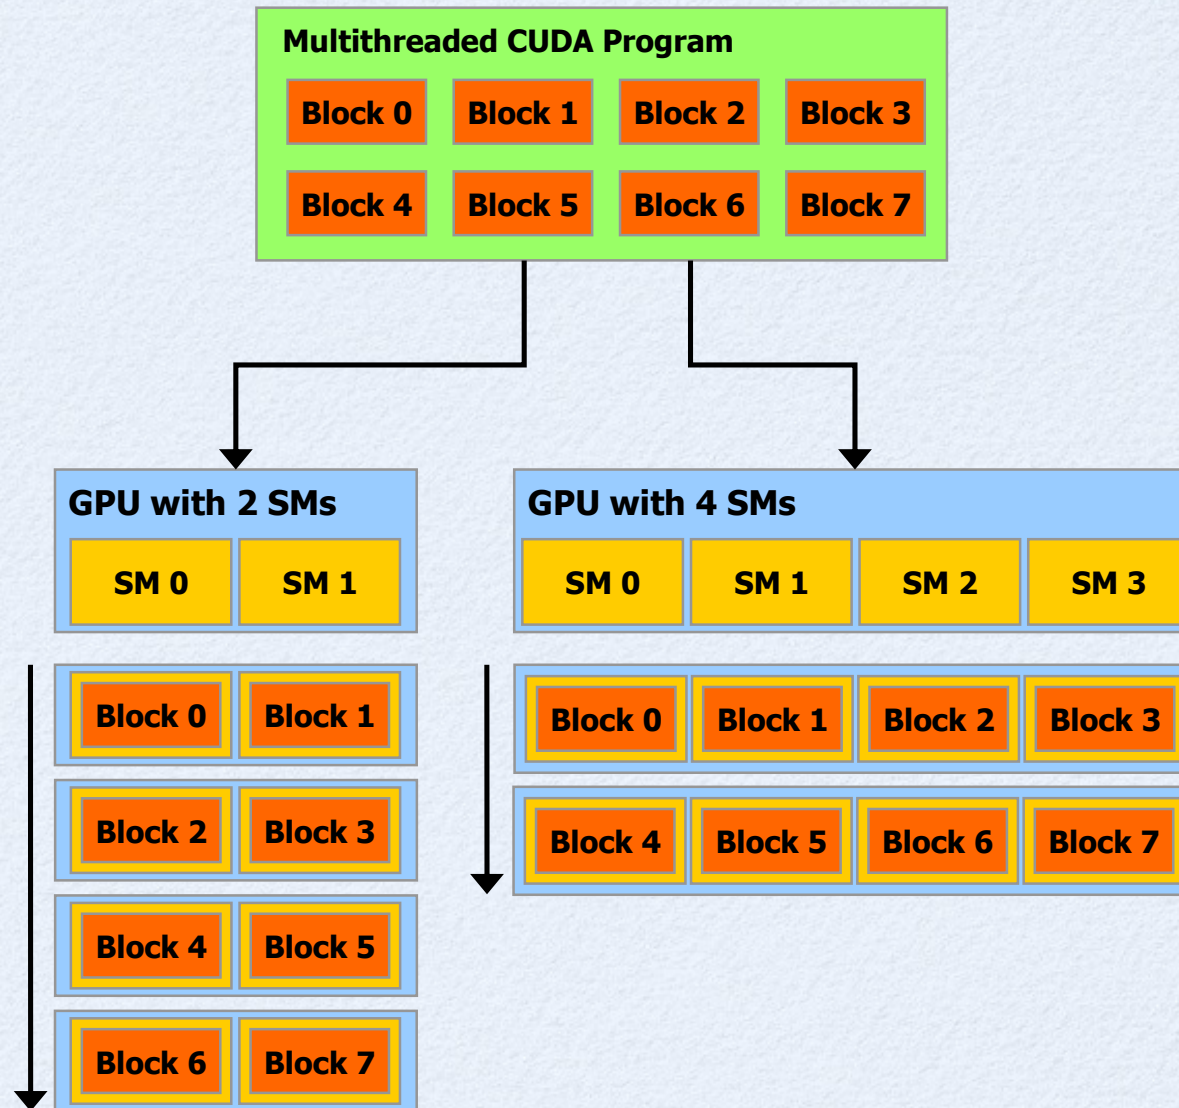 Multithreaded CUDA Program
Block 0 Block 1 Block 2 Block 3
Block 4 Block 5 Block 6 Block 7
GPU with 2 SMs
SM 0 SM 1
Block 0 Block 1
Block 2 Block 3
Block 4 Block 5
Block 6 Block 7
GPU with 4 SMs
SM 0 SM 1 SM 2 SM 3
Block 0 Block 1 Block 2 Block 3
Block 4 Block 5 Block 6 Block 7